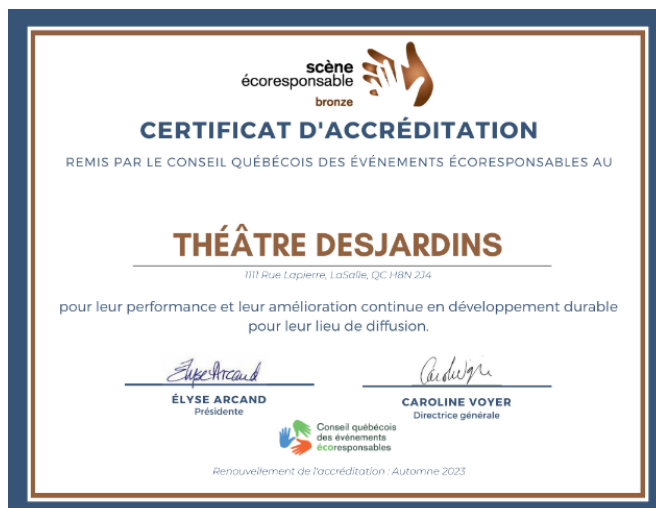 scène
écoresponsable
bronze
CERTIFICAT D'ACCRÉDITATION
REMIS PAR LE CONSEIL QUÉBÉCOIS DES ÉVÉNEMENTS ÉCORESPONSABLES AU
THÉÂTRE DESJARDINS
1111 Rue Lapierre, LaSalle, QC H8N 2J4
pour leur performance et leur amélioration continue en développement durable
pour leur lieu de diffusion.
Élyse Arcand
ÉLYSE ARCAND
Présidente
CAROLINE VOYER
Directrice générale
Conseil québécois
des événements
écoresponsables
Renouvellement de l'accréditation : Automne 2023